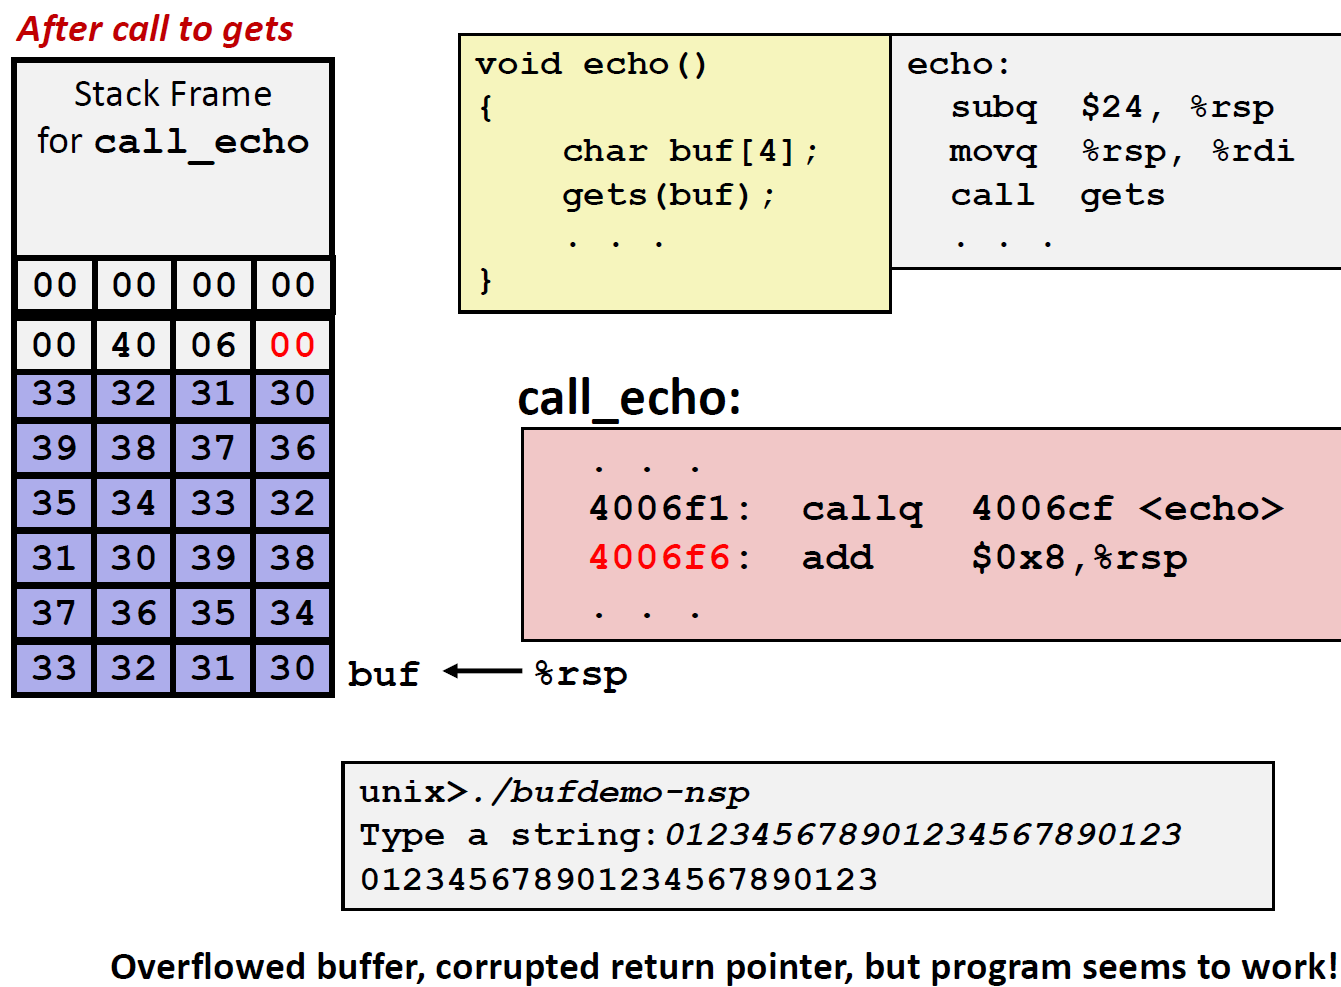 After call to gets
Stack Frame
for call_echo
00 00 00 00
00 40 06 00
33 32 31 30
39 38 37 36
35 34 33 32
31 30 39 38
37 36 35 34
33 32 31 30
buf %rsp
void echo()
{
char buf[4];
gets(buf);
. . .
}
echo:
subq $24, %rsp
movq %rsp, %rdi
call gets
. . .
call_echo:
. . .
4006f1: callq 4006cf <echo>
4006f6: add $0x8,%rsp
. . .
unix>./bufdemo-nsp
Type a string:012345678901234567890123
012345678901234567890123
Overflowed buffer, corrupted return pointer, but program seems to work!